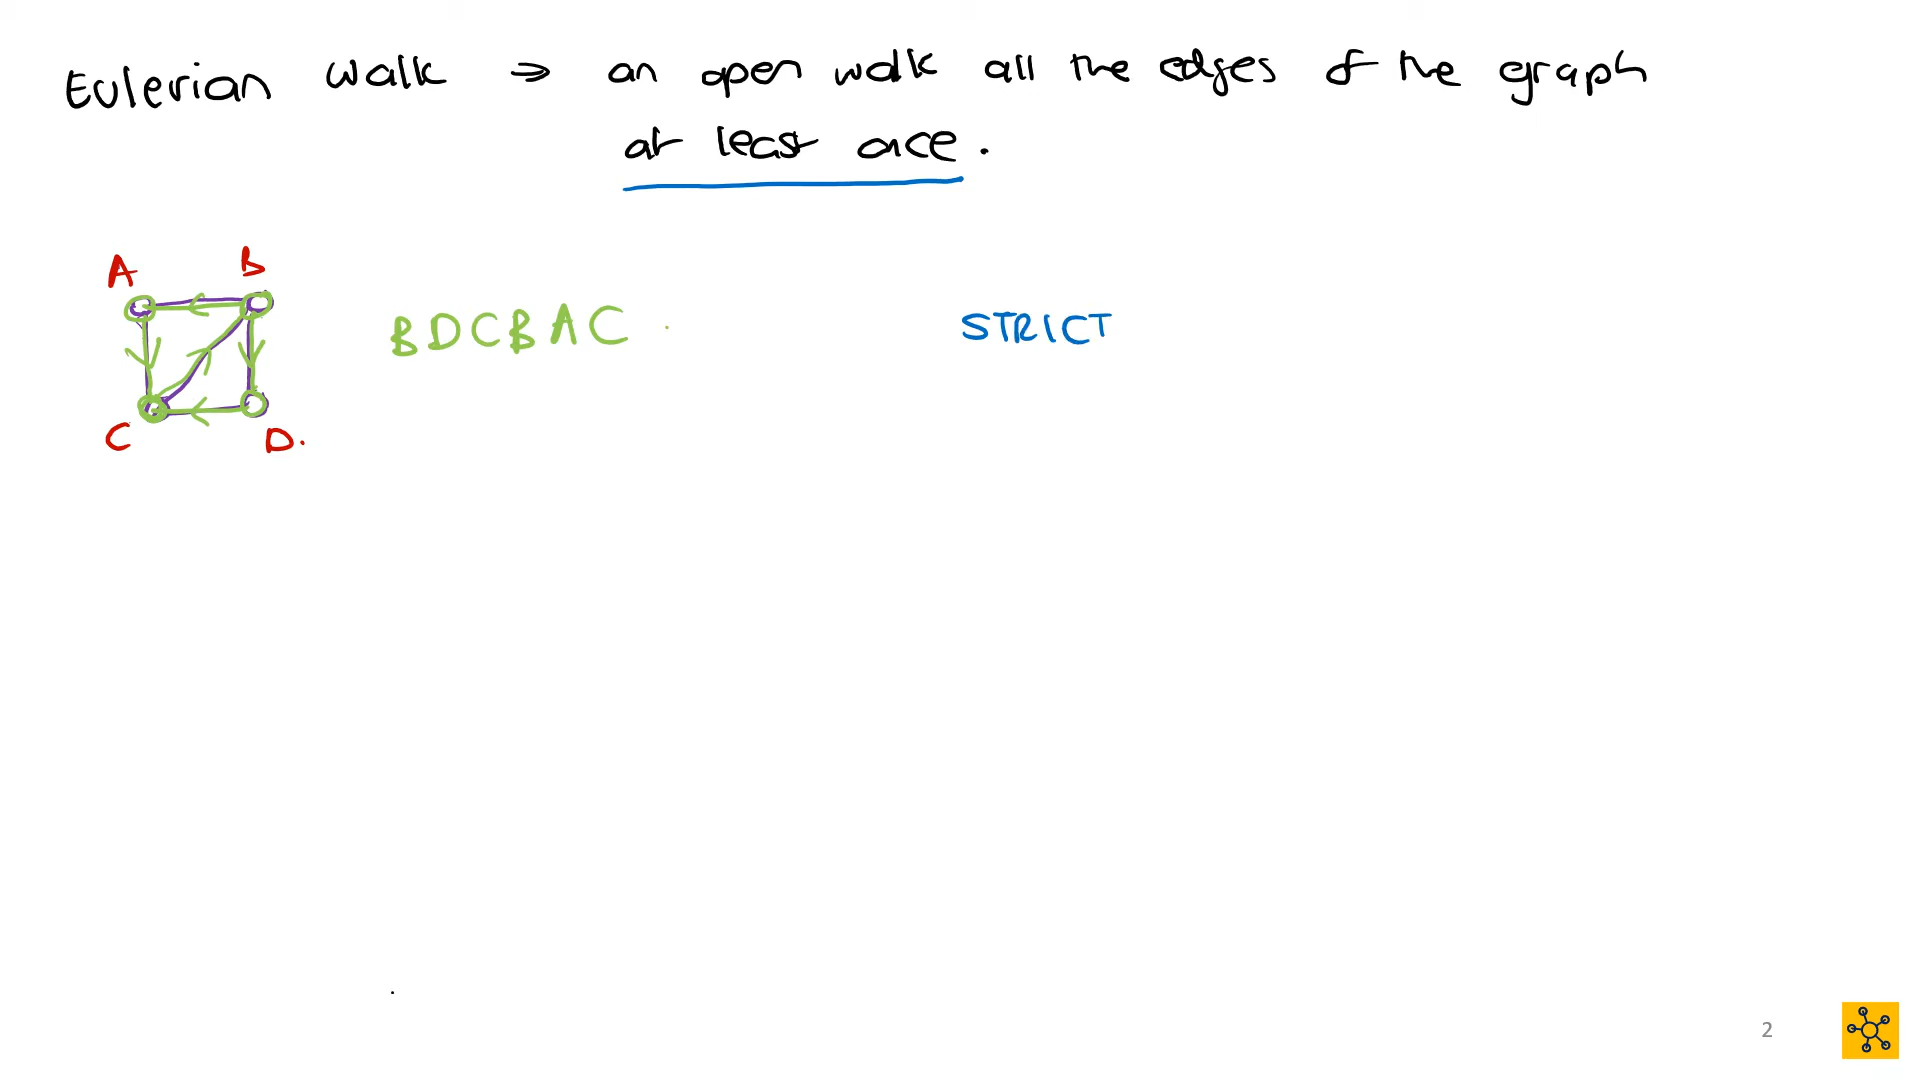 Eulerian walk ⇒ an open walk all the edges of the graph
at least once.
A B
BDCBAC STRICT
C D.
2